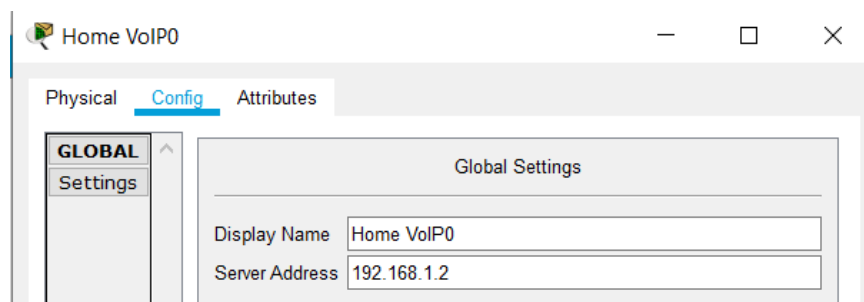 Home VoIP0
Physical Config Attributes
GLOBAL
Settings
Global Settings
Display Name Home VoIP0
Server Address 192.168.1.2